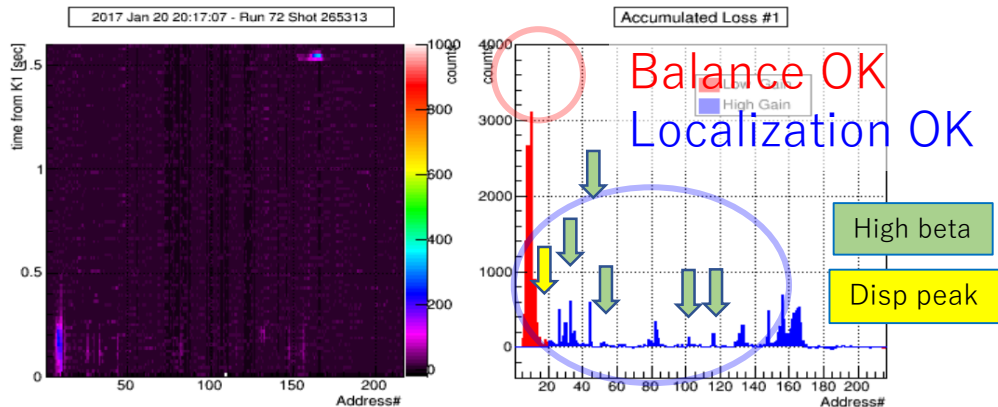 2017 Jan 20 20:17:07 - Run 72 Shot 265313
time from K1 [sec]
1.5
1
0.5
0
50
100
150
200
Address#
1000
800
600
400
200
0
counts
Accumulated Loss #1
counts
4000
3000
2000
1000
0
20
40
60
80
100
120
140
160
180
200
Address#
Low Gain
High Gain
Balance OK
Localization OK
High beta
Disp peak